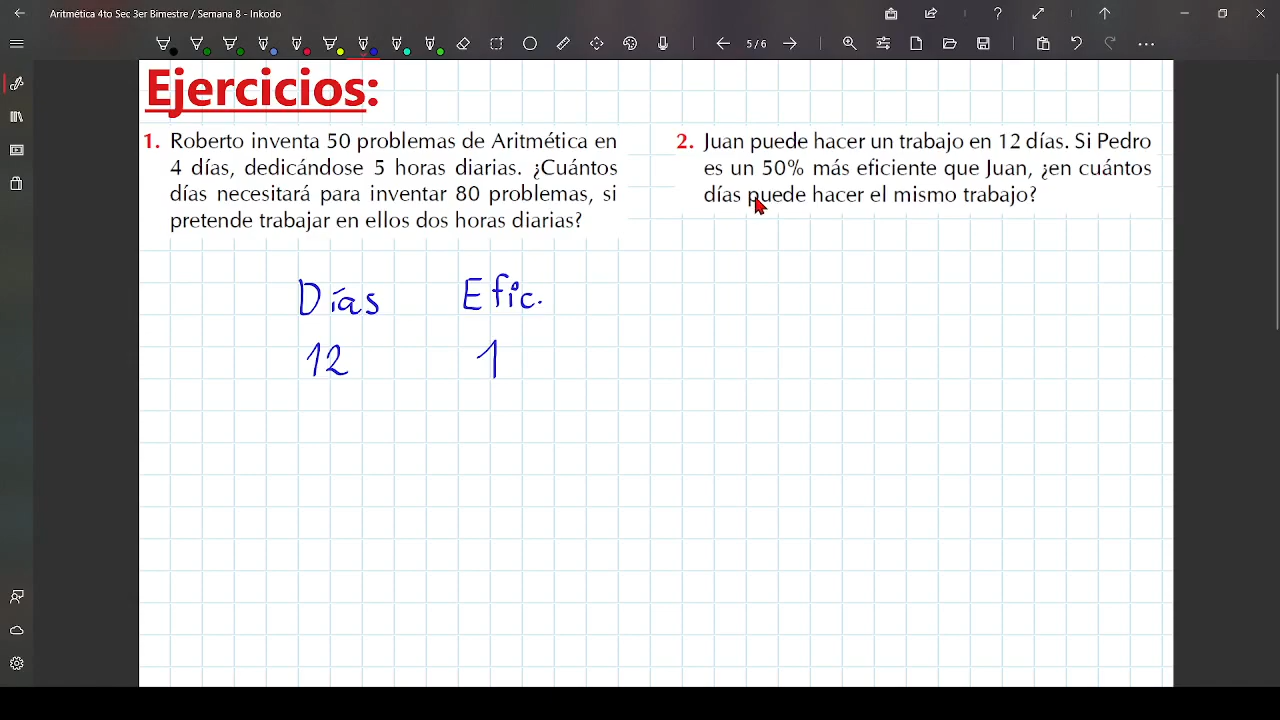 Aritmética 4to Sec 3er Bimestre / Semana 8 - Inkodo
5/6
Ejercicios:
1. Roberto inventa 50 problemas de Aritmética en
4 días, dedicándose 5 horas diarias. ¿Cuántos
días necesitará para inventar 80 problemas, si
pretende trabajar en ellos dos horas diarias?
2. Juan puede hacer un trabajo en 12 días. Si Pedro
es un 50% más eficiente que Juan, ¿en cuántos
días puede hacer el mismo trabajo?
Días Efic.
12 1